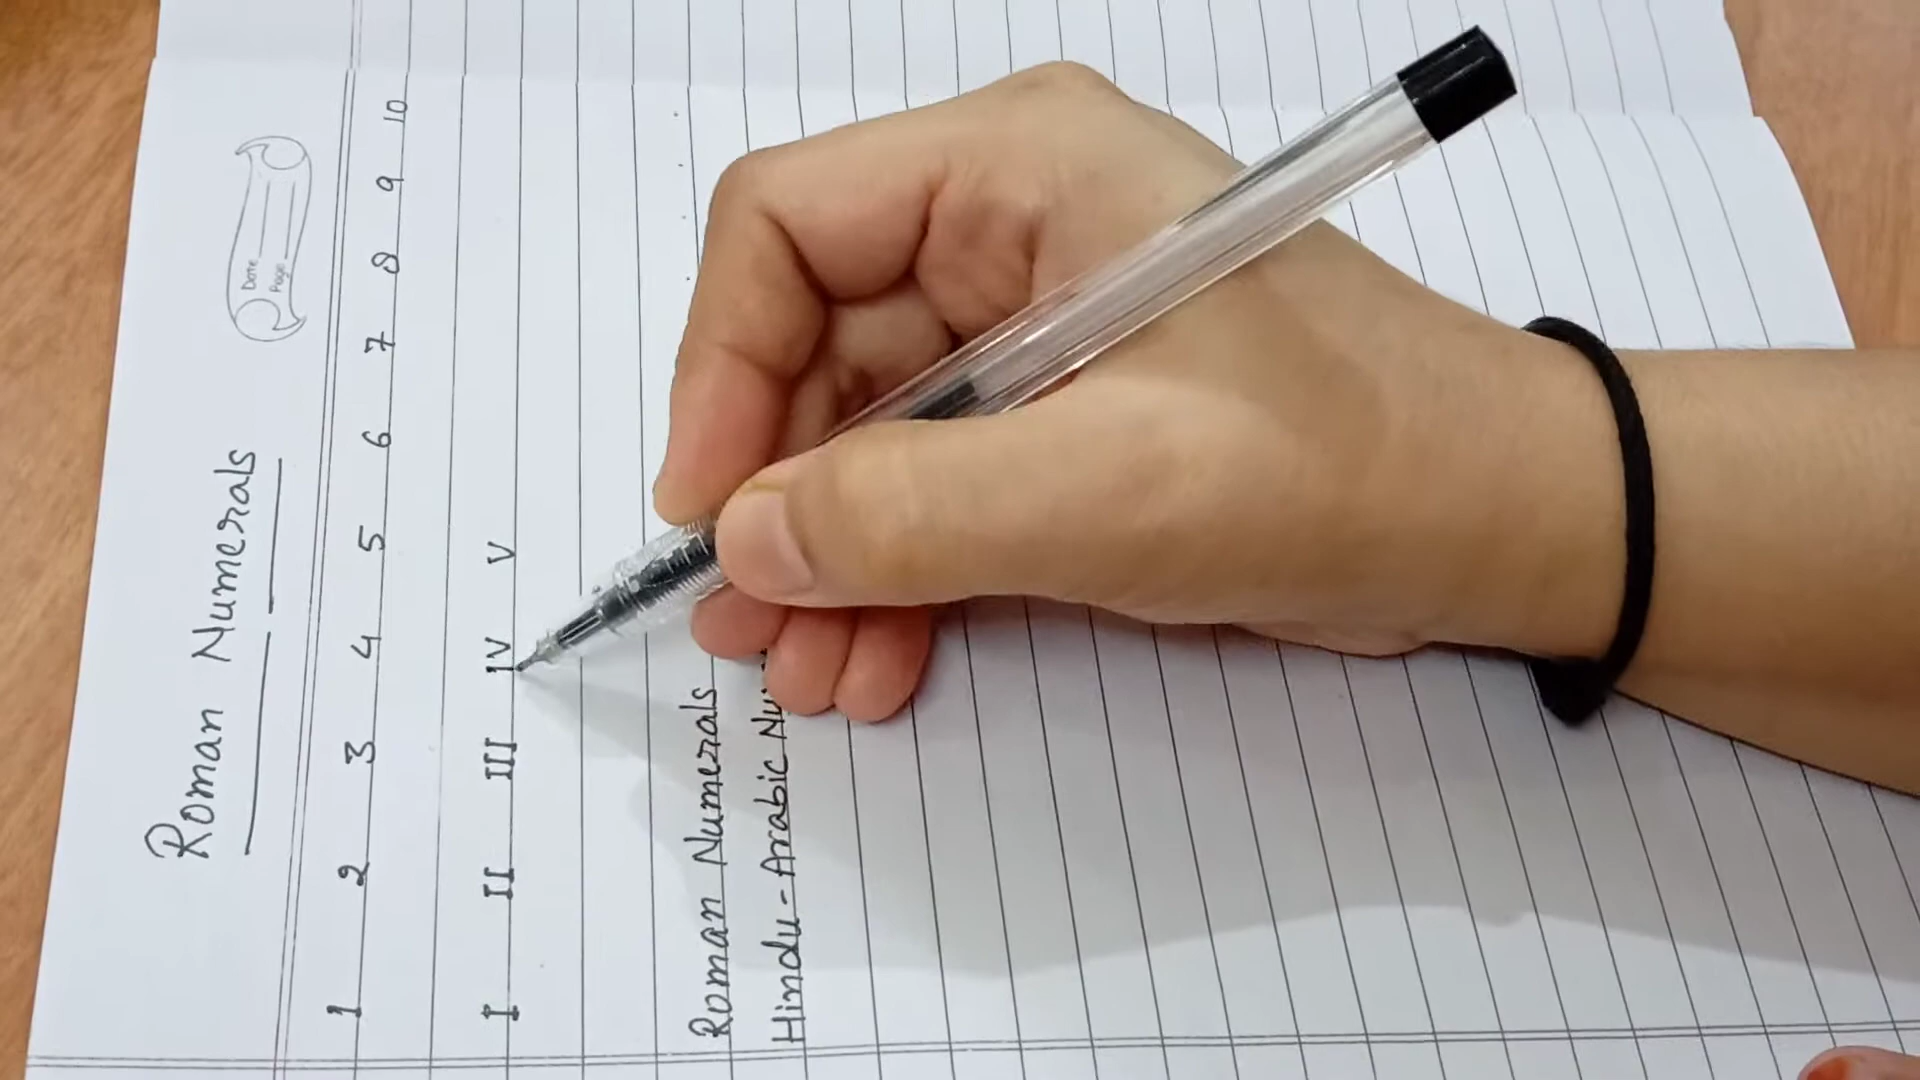 Date
Page
Roman Numerals
1 2 3 4 5 6 7 8 9 10
I II III IV V
Roman Numerals
Hindu-Arabic